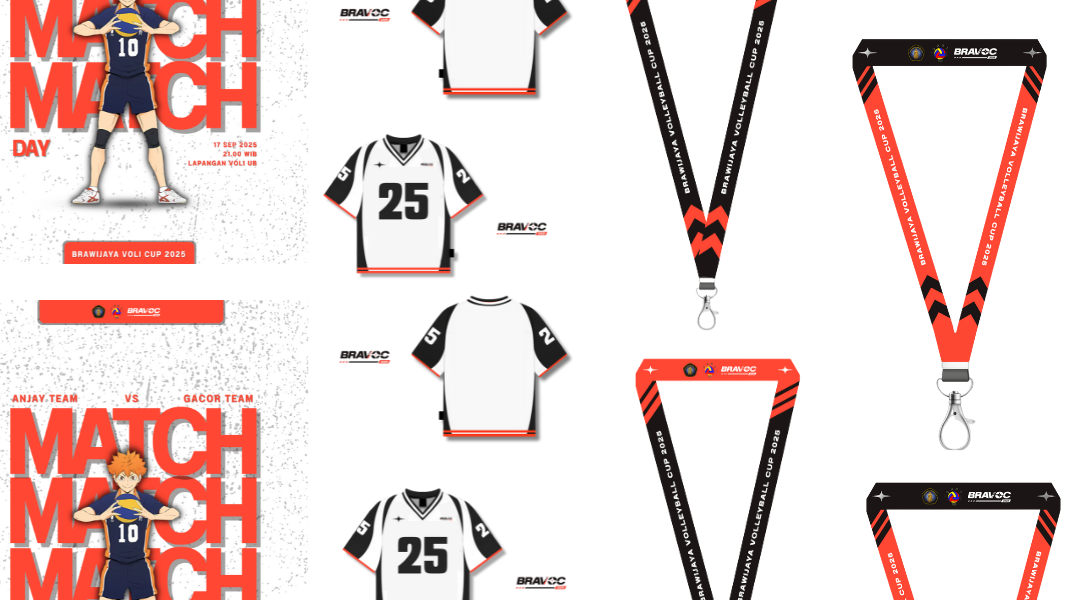 MATCH
MATCH
10
DAY
17 SEP 2025
21.00 WIB
LAPANGAN VOLI UB
BRAWIJAYA VOLI CUP 2025
BRAVOC
ANJAY TEAM VS GACOR TEAM
MATCH
MATCH
10
MATCH
BRAVOC
5 25 2
BRAVOC
BRAVOC
5 2
5 25 2
BRAVOC
BRAWIJAYA VOLLEYBALL CUP 2025
BRAWIJAYA VOLLEYBALL CUP 2025
BRAVOC
BRAWIJAYA VOLLEYBALL CUP 2025
BRAWIJAYA VOLLEYBALL CUP 2025
BRAVOC
BRAWIJAYA VOLLEYBALL CUP 2025
BRAWIJAYA VOLLEYBALL CUP 2025
BRAVOC
CUP 2025
BRAWIJAYA